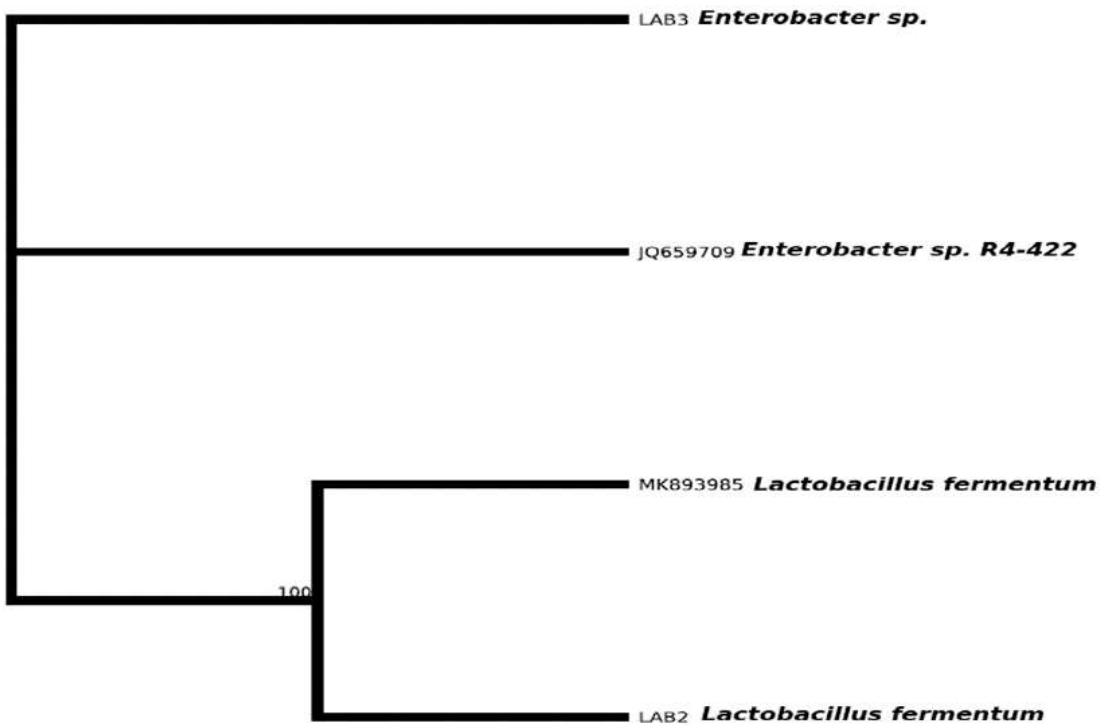 LAB3 Enterobacter sp.
JQ659709 Enterobacter sp. R4-422
MK893985 Lactobacillus fermentum
100
LAB2 Lactobacillus fermentum